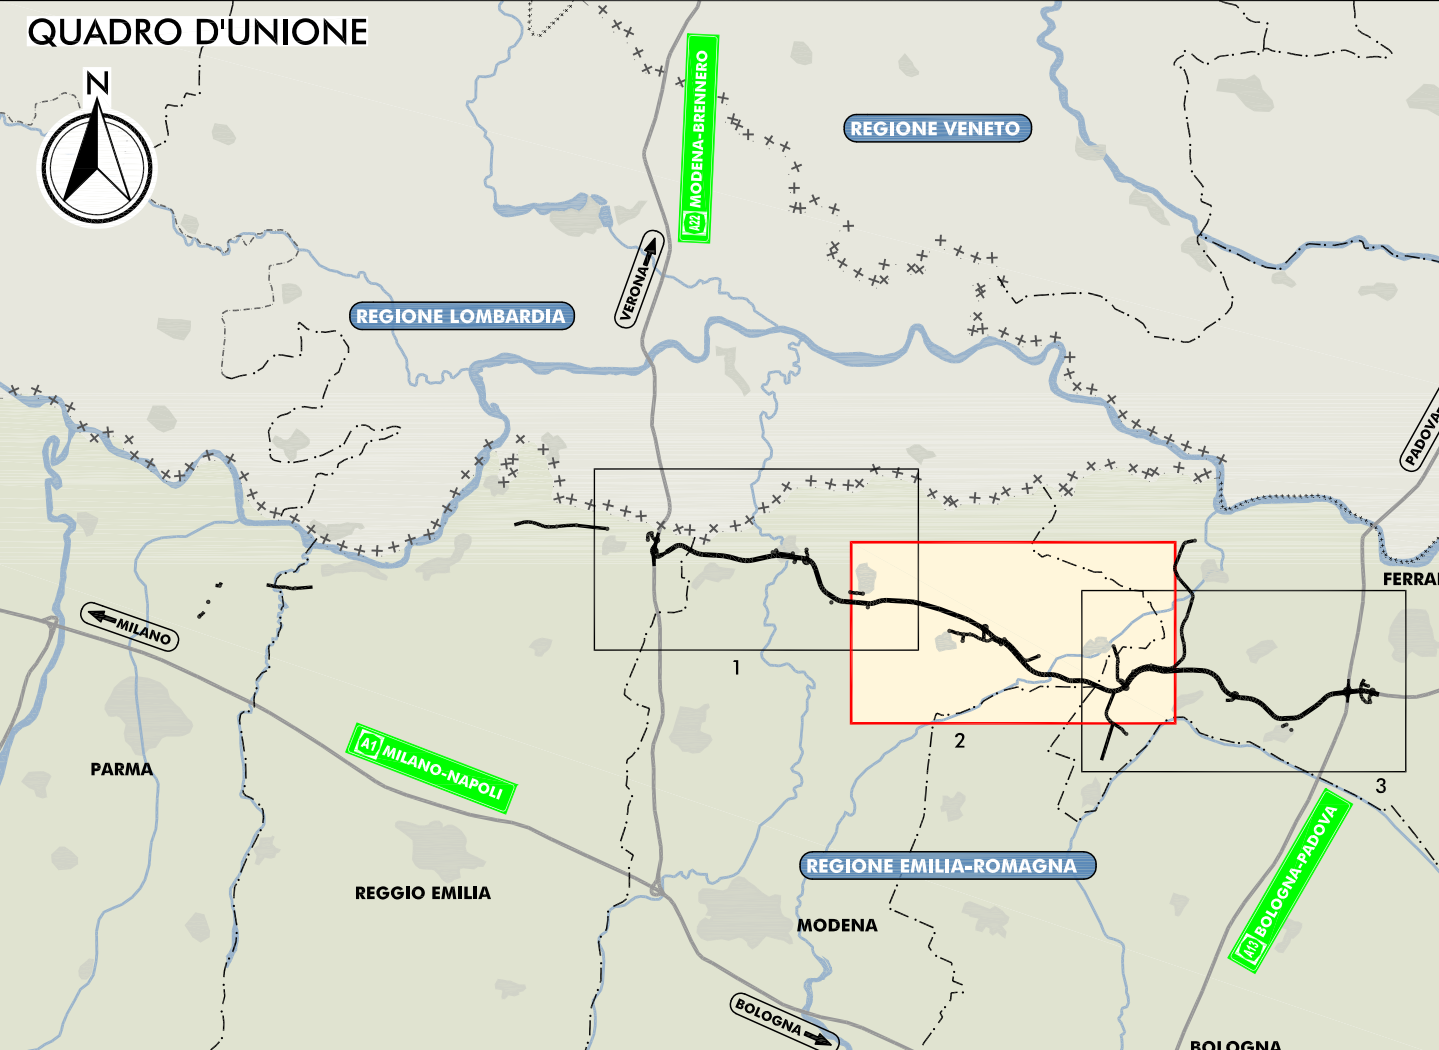 QUADRO D'UNIONE
N
A22 MODENA-BRENNERO
REGIONE VENETO
VERONA
REGIONE LOMBARDIA
PADOVA
FERRA
MILANO
1
2
3
PARMA
A1 MILANO-NAPOLI
REGIONE EMILIA-ROMAGNA
A13 BOLOGNA-PADOVA
REGGIO EMILIA
MODENA
BOLOGNA
BOLOGNA